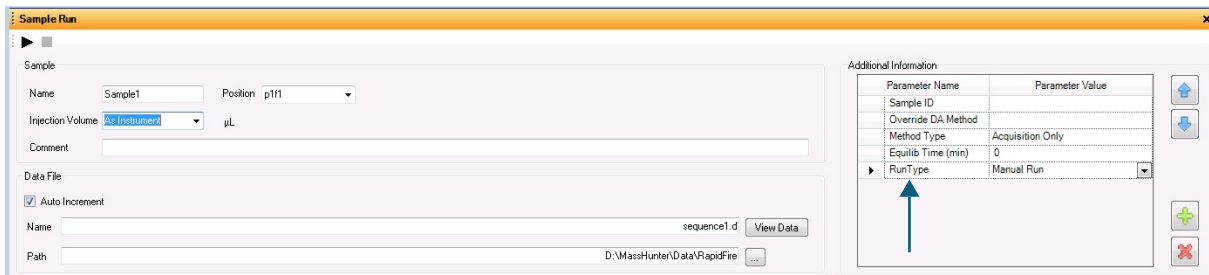 Sample Run
Sample
Name Sample1 Position p1f1
Injection Volume As Instrument µL
Comment
Data File
Auto Increment
Name sequence1.d View Data
Path D:\MassHunter\Data\RapidFire ...
Additional Information
Parameter Name Parameter Value
Sample ID
Override DA Method
Method Type Acquisition Only
Equilib Time (min) 0
RunType Manual Run